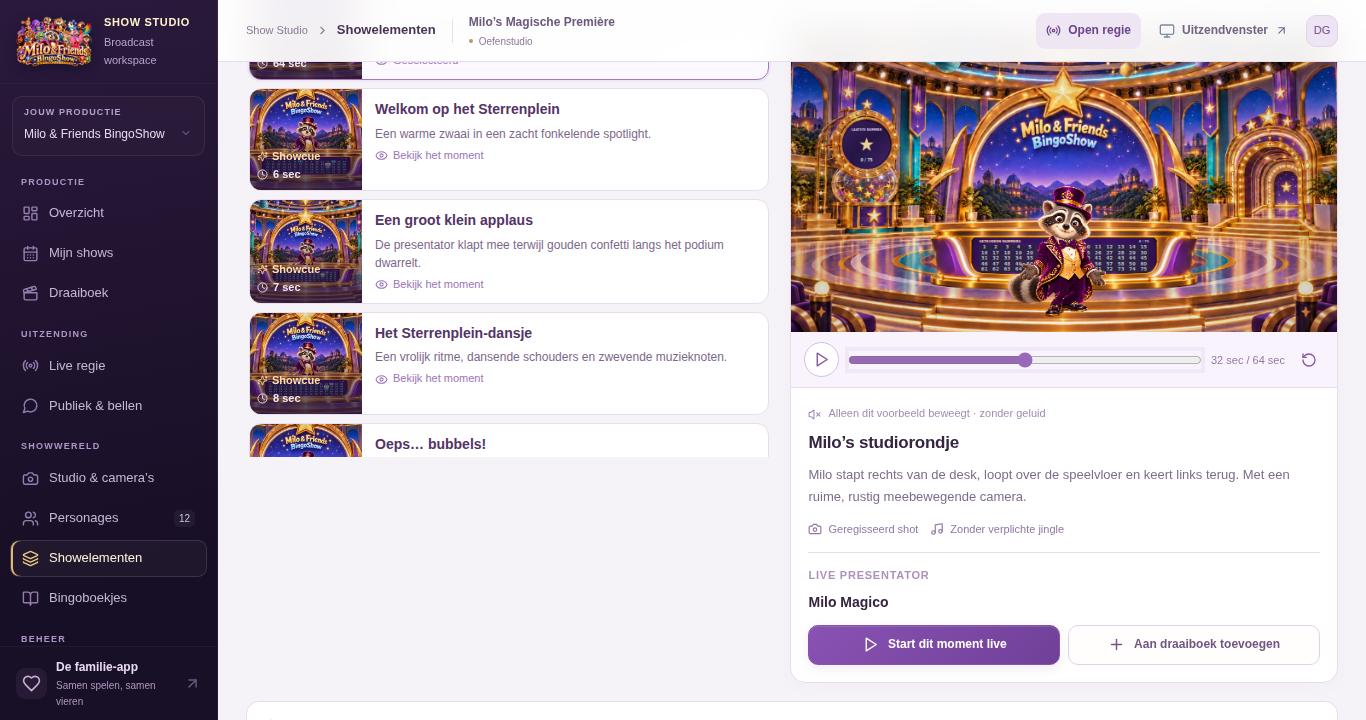 Milo & Friends
BingoShow
SHOW STUDIO
Broadcast
workspace
JOUW PRODUCTIE
Milo & Friends BingoShow
PRODUCTIE
Overzicht
Mijn shows
Draaiboek
UITZENDING
Live regie
Publiek & bellen
SHOWWERELD
Studio & camera's
Personages
12
Showelementen
Bingoboekjes
BEHEER
De familie-app
Samen spelen, samen
vieren
Show Studio
Showelementen
Milo’s Magische Première
Oefenstudio
Open regie
Uitzendvenster
DG
64 sec
Geselecteerd
Showcue
6 sec
Welkom op het Sterrenplein
Een warme zwaai in een zacht fonkelende spotlight.
Bekijk het moment
Showcue
7 sec
Een groot klein applaus
De presentator klapt mee terwijl gouden confetti langs het podium
dwarrelt.
Bekijk het moment
Showcue
8 sec
Het Sterrenplein-dansje
Een vrolijk ritme, dansende schouders en zwevende muzieknoten.
Bekijk het moment
Milo & Friends
Oeps… bubbels!
Milo & Friends
BingoShow
LAATSTE NUMMER
0 / 75
32 sec / 64 sec
Alleen dit voorbeeld beweegt · zonder geluid
Milo’s studiorondje
Milo stapt rechts van de desk, loopt over de speelvloer en keert links terug. Met een
ruime, rustig meebewegende camera.
Geregisseerd shot
Zonder verplichte jingle
LIVE PRESENTATOR
Milo Magico
Start dit moment live
Aan draaiboek toevoegen